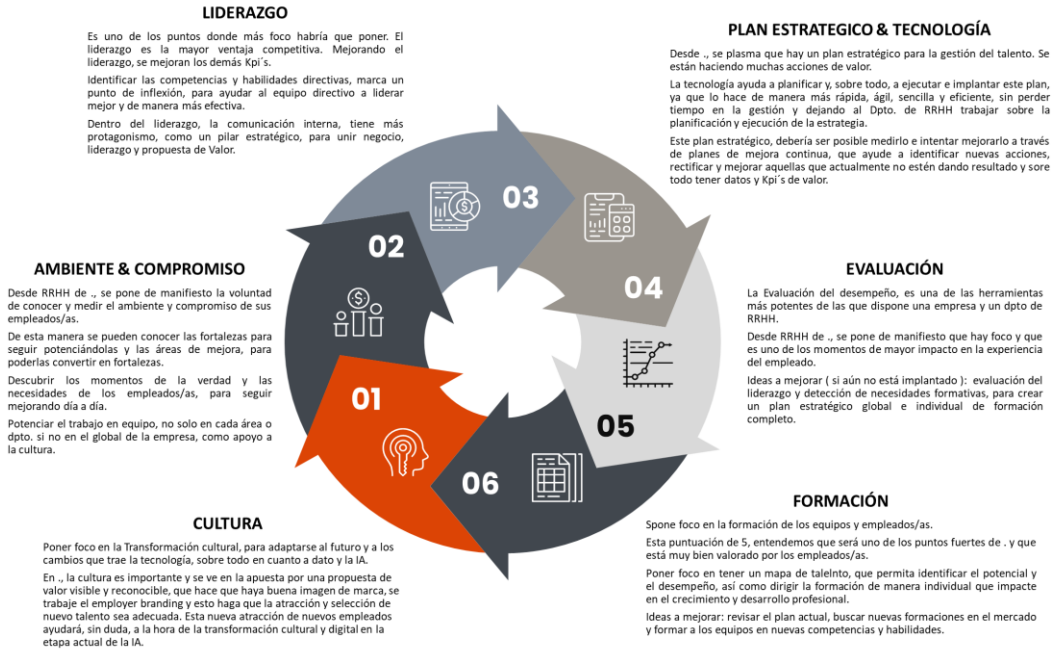 LIDERAZGO
Es uno de los puntos donde más foco habría que poner. El
liderazgo es la mayor ventaja competitiva. Mejorando el
liderazgo, se mejoran los demás Kpi´s.
Identificar las competencias y habilidades directivas, marca un
punto de inflexión, para ayudar al equipo directivo a liderar
mejor y de manera más efectiva.
Dentro del liderazgo, la comunicación interna, tiene más
protagonismo, como un pilar estratégico, para unir negocio,
liderazgo y propuesta de Valor.
PLAN ESTRATEGICO & TECNOLOGÍA
Desde ., se plasma que hay un plan estratégico para la gestión del talento. Se
están haciendo muchas acciones de valor.
La tecnología ayuda a planificar y, sobre todo, a ejecutar e implantar este plan,
ya que lo hace de manera más rápida, ágil, sencilla y eficiente, sin perder
tiempo en la gestión y dejando al Dpto. de RRHH trabajar sobre la
planificación y ejecución de la estrategia.
Este plan estratégico, debería ser posible medirlo e intentar mejorarlo a través
de planes de mejora continua, que ayude a identificar nuevas acciones,
rectificar y mejorar aquellas que actualmente no estén dando resultado y sore
todo tener datos y Kpi´s de valor.
03
02
04
01
05
06
AMBIENTE & COMPROMISO
Desde RRHH de ., se pone de manifiesto la voluntad
de conocer y medir el ambiente y compromiso de sus
empleados/as.
De esta manera se pueden conocer las fortalezas para
seguir potenciándolas y las áreas de mejora, para
poderlas convertir en fortalezas.
Descubrir los momentos de la verdad y las
necesidades de los empleados/as, para seguir
mejorando día a día.
Potenciar el trabajo en equipo, no solo en cada área o
dpto. si no en el global de la empresa, como apoyo a
la cultura.
EVALUACIÓN
La Evaluación del desempeño, es una de las herramientas
más potentes de las que dispone una empresa y un dpto de
RRHH.
Desde RRHH de ., se pone de manifiesto que hay foco y que
es uno de los momentos de mayor impacto en la experiencia
del empleado.
Ideas a mejorar ( si aún no está implantado ): evaluación del
liderazgo y detección de necesidades formativas, para crear
un plan estratégico global e individual de formación
completo.
CULTURA
Poner foco en la Transformación cultural, para adaptarse al futuro y a los
cambios que trae la tecnología, sobre todo en cuanto a dato y la IA.
En ., la cultura es importante y se ve en la apuesta por una propuesta de
valor visible y reconocible, que hace que haya buena imagen de marca, se
trabaje el employer branding y esto haga que la atracción y selección de
nuevo talento sea adecuada. Esta nueva atracción de nuevos empleados
ayudará, sin duda, a la hora de la transformación cultural y digital en la
etapa actual de la IA.
FORMACIÓN
Spone foco en la formación de los equipos y empleados/as.
Esta puntuación de 5, entendemos que será uno de los puntos fuertes de . y que
está muy bien valorado por los empleados/as.
Poner foco en tener un mapa de talelnto, que permita identificar el potencial y
el desempeño, así como dirigir la formación de manera individual que impacte
en el crecimiento y desarrollo profesional.
Ideas a mejorar: revisar el plan actual, buscar nuevas formaciones en el mercado
y formar a los equipos en nuevas competencias y habilidades.